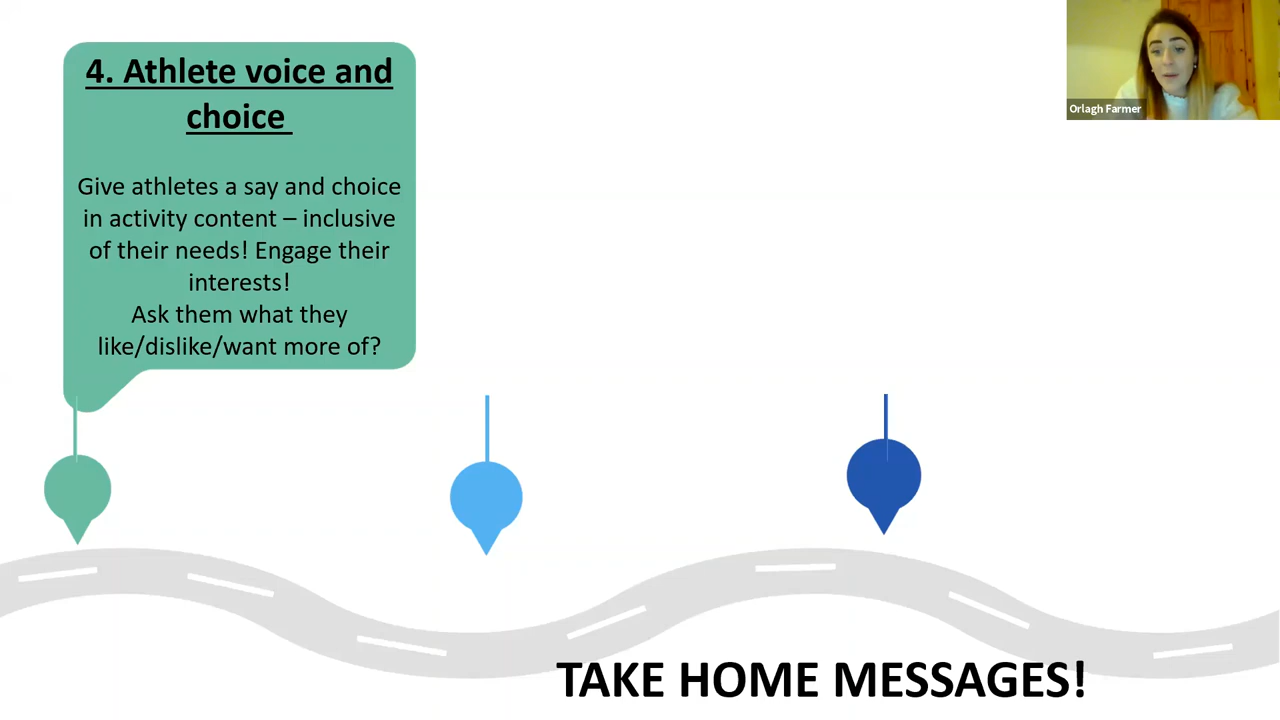 4. Athlete voice and
choice
Give athletes a say and choice
in activity content – inclusive
of their needs! Engage their
interests!
Ask them what they
like/dislike/want more of?
Orlagh Farmer
TAKE HOME MESSAGES!